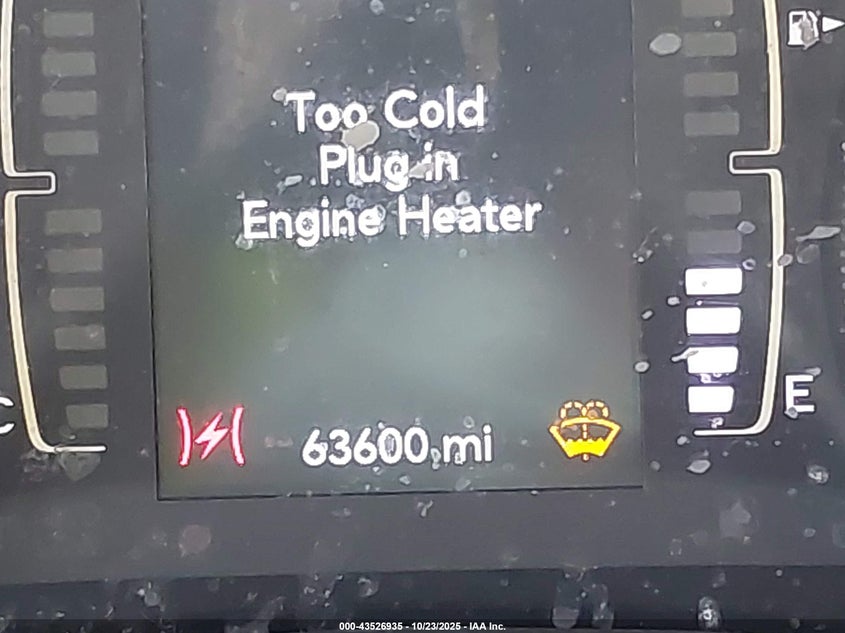 Too Cold
Plug in
Engine Heater
C
E
63600 mi
000-43526935 - 10/23/2025 - IAA Inc.